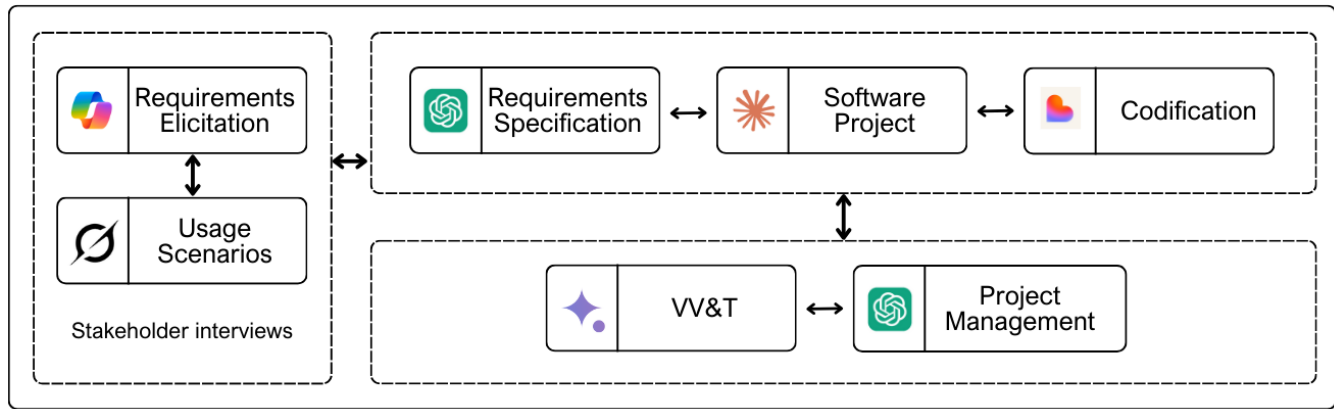 Requirements
Elicitation
Usage
Scenarios
Stakeholder interviews
Requirements
Specification
Software
Project
Codification
VV&T
Project
Management